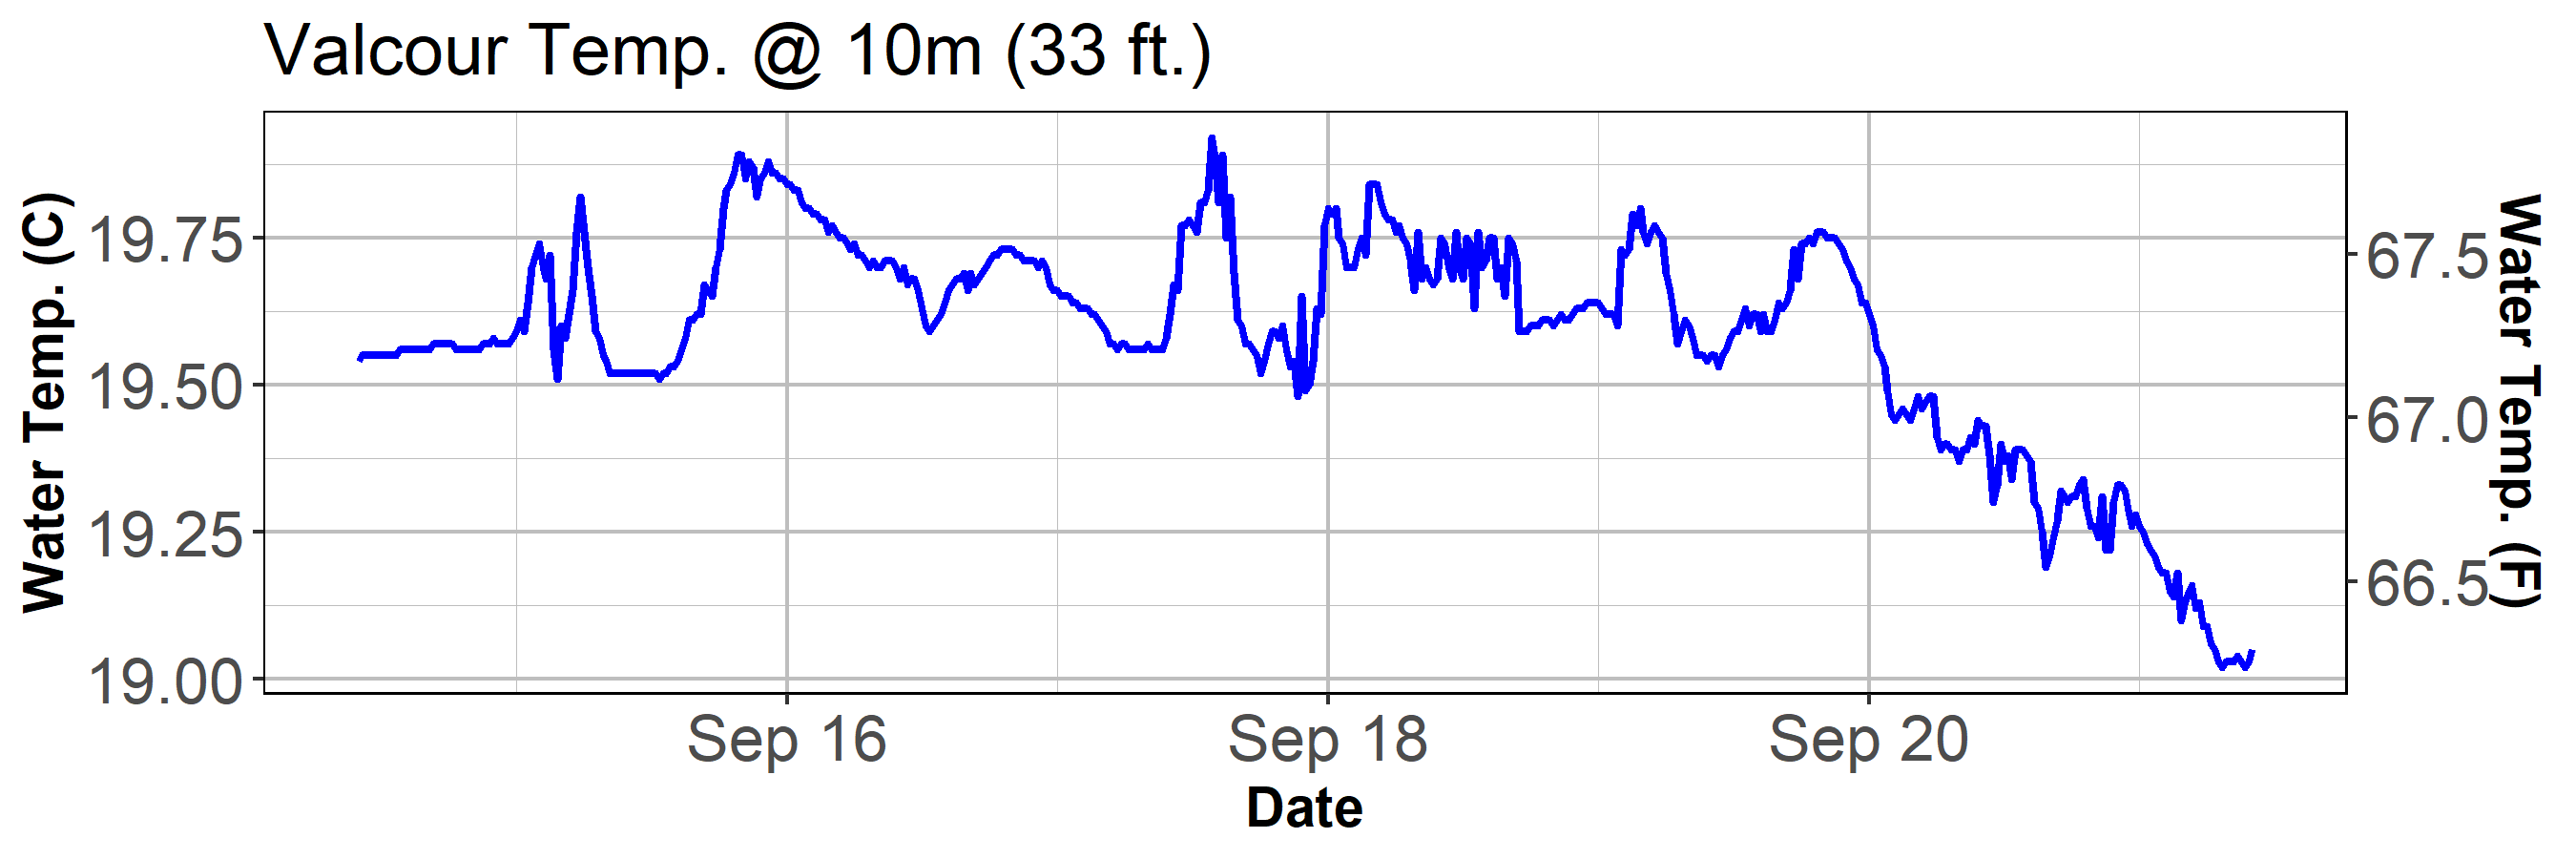 Valcour Temp. @ 10m (33 ft.)
Water Temp. (C)
19.75
19.50
19.25
19.00
67.5
67.0
66.5
Water Temp. (F)
Sep 16
Sep 18
Sep 20
Date